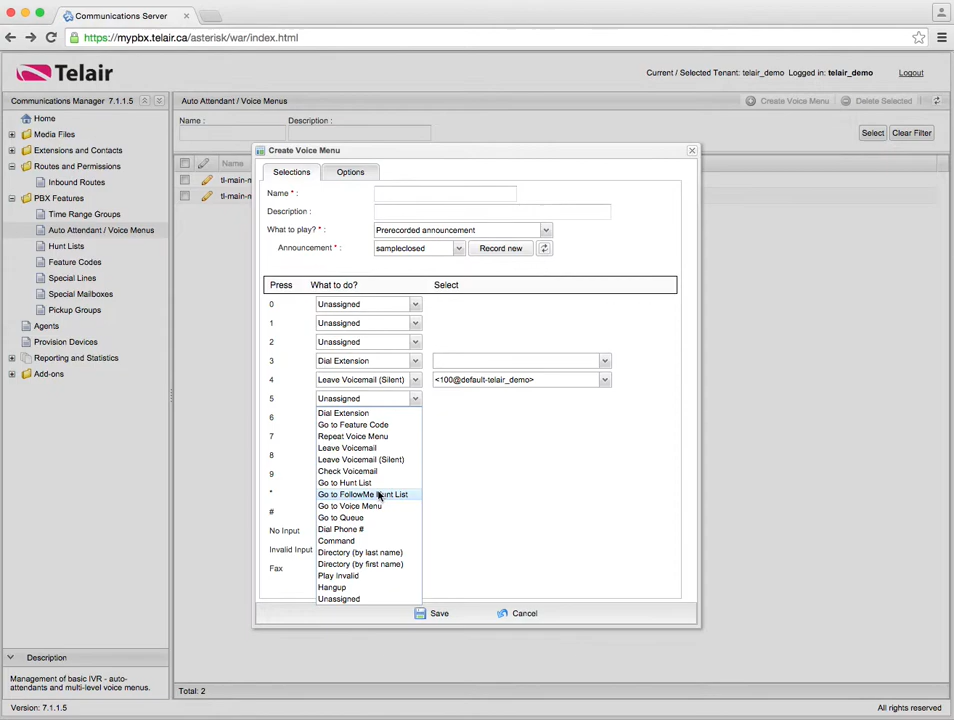 Communications Server
https://mypbx.telair.ca/asterisk/war/index.html
Telair
Current / Selected Tenant: telair_demo Logged in: telair_demo Logout
Communications Manager 7.1.1.5
Auto Attendant / Voice Menus
Create Voice Menu
Delete Selected
Home
Media Files
Extensions and Contacts
Routes and Permissions
Inbound Routes
PBX Features
Time Range Groups
Auto Attendant / Voice Menus
Hunt Lists
Feature Codes
Special Lines
Special Mailboxes
Pickup Groups
Agents
Provision Devices
Reporting and Statistics
Add-ons
Name :
Description :
Select
Clear Filter
Name
tl-main-m
tl-main-m
Create Voice Menu
Selections
Options
Name * :
Description :
What to play? * : Prerecorded announcement
Announcement * : sampleclosed Record new
Press What to do? Select
0 Unassigned
1 Unassigned
2 Unassigned
3 Dial Extension
4 Leave Voicemail (Silent) <100@default-telair_demo>
5 Unassigned
6
7
8
9
*
#
No Input
Invalid Input
Fax
Dial Extension
Go to Feature Code
Repeat Voice Menu
Leave Voicemail
Leave Voicemail (Silent)
Check Voicemail
Go to Hunt List
Go to FollowMe Hunt List
Go to Voice Menu
Go to Queue
Dial Phone #
Command
Directory (by last name)
Directory (by first name)
Play Invalid
Hangup
Unassigned
Save
Cancel
Description
Management of basic IVR - auto-
attendants and multi-level voice menus.
Total: 2
Version: 7.1.1.5
All rights reserved.